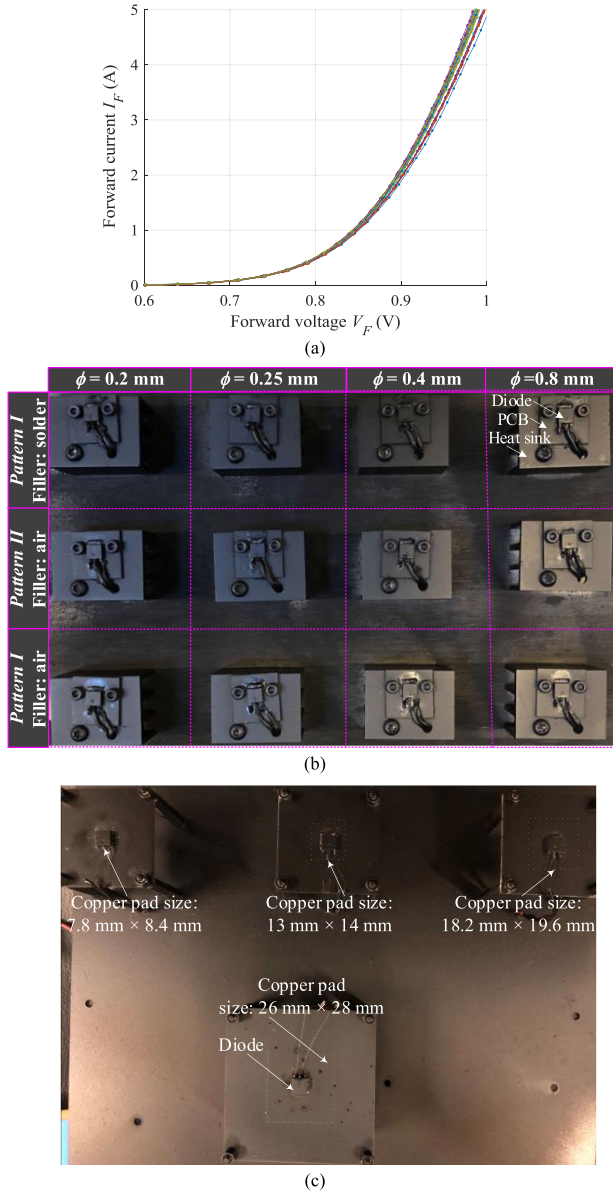 5
4
3
2
1
0
Forward current I_F (A)
0.6 0.7 0.8 0.9 1
Forward voltage V_F (V)
(a)
ϕ = 0.2 mm ϕ = 0.25 mm ϕ = 0.4 mm ϕ =0.8 mm
Pattern I
Filler: solder
Diode
PCB
Heat sink
Pattern II
Filler: air
Pattern I
Filler: air
(b)
Copper pad size:
7.8 mm × 8.4 mm
Copper pad size:
13 mm × 14 mm
Copper pad size:
18.2 mm × 19.6 mm
Copper pad
size: 26 mm × 28 mm
Diode
(c)